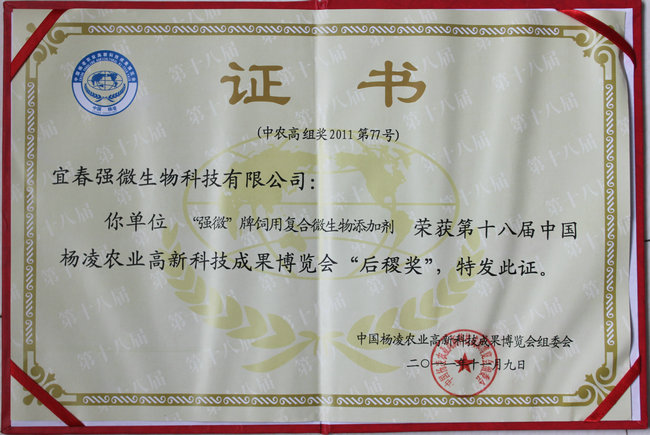 证书
(中农高组奖2011第77号)
宜春强微生物科技有限公司：
你单位 “强微”牌饲用复合微生物添加剂 荣获第十八届中国
杨凌农业高新科技成果博览会“后稷奖”，特发此证。
中国杨凌农业高新科技成果博览会组委会
二〇一一年十一月九日
第十八届